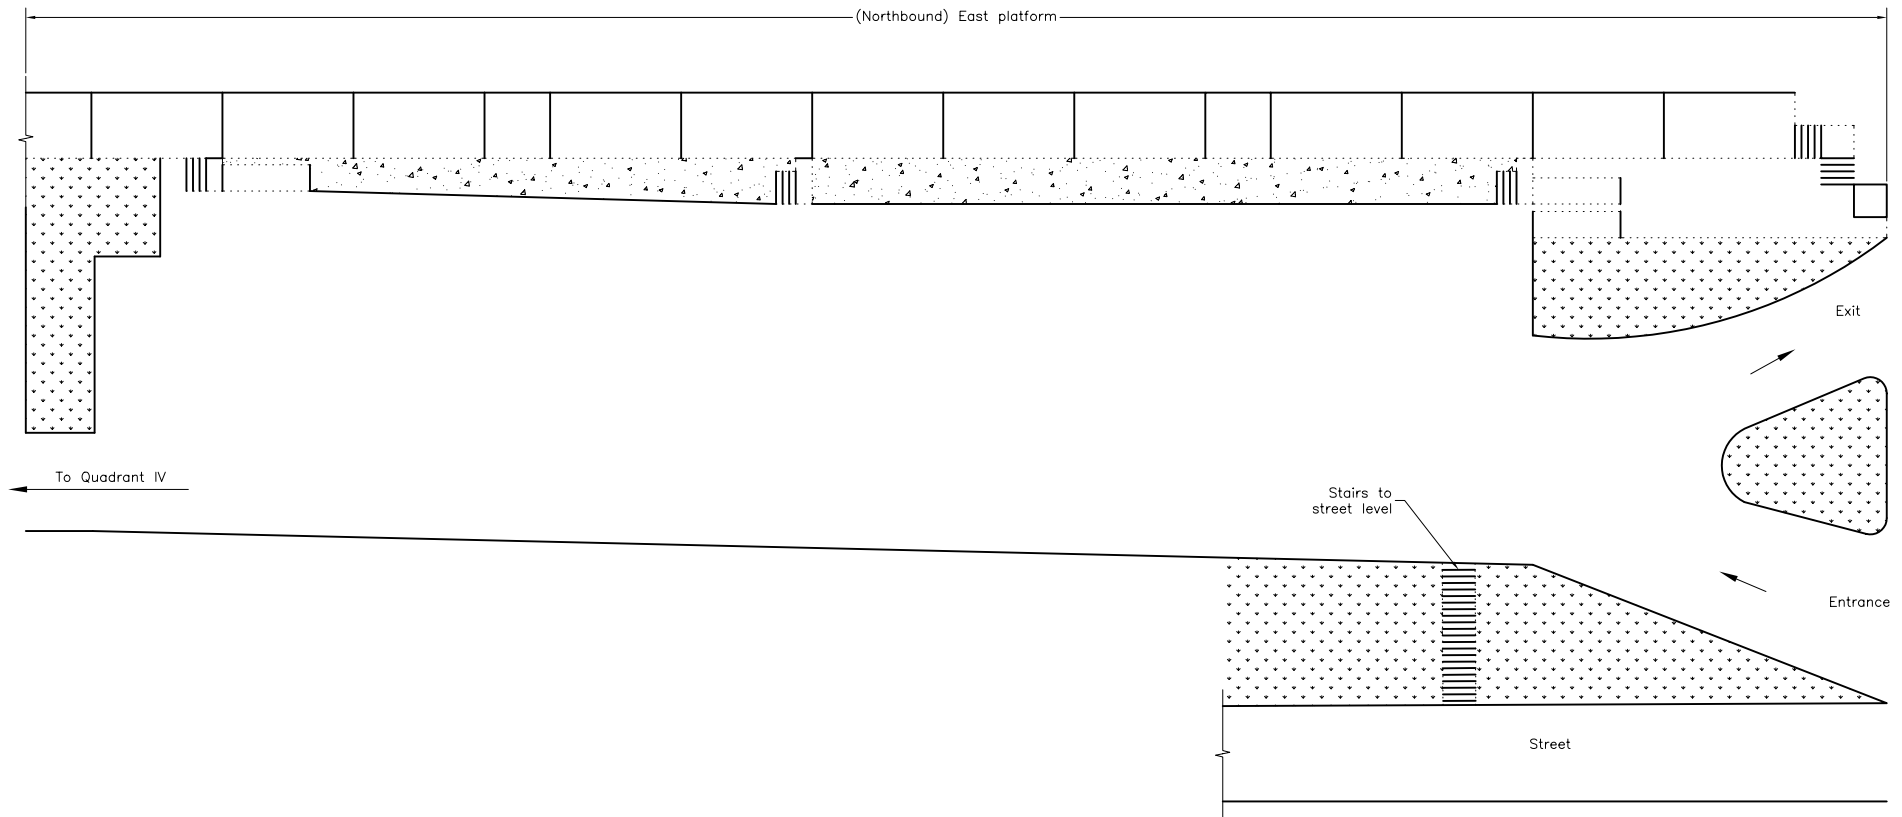 (Northbound) East platform
Exit
To Quadrant IV
Stairs to
street level
Entrance
Street